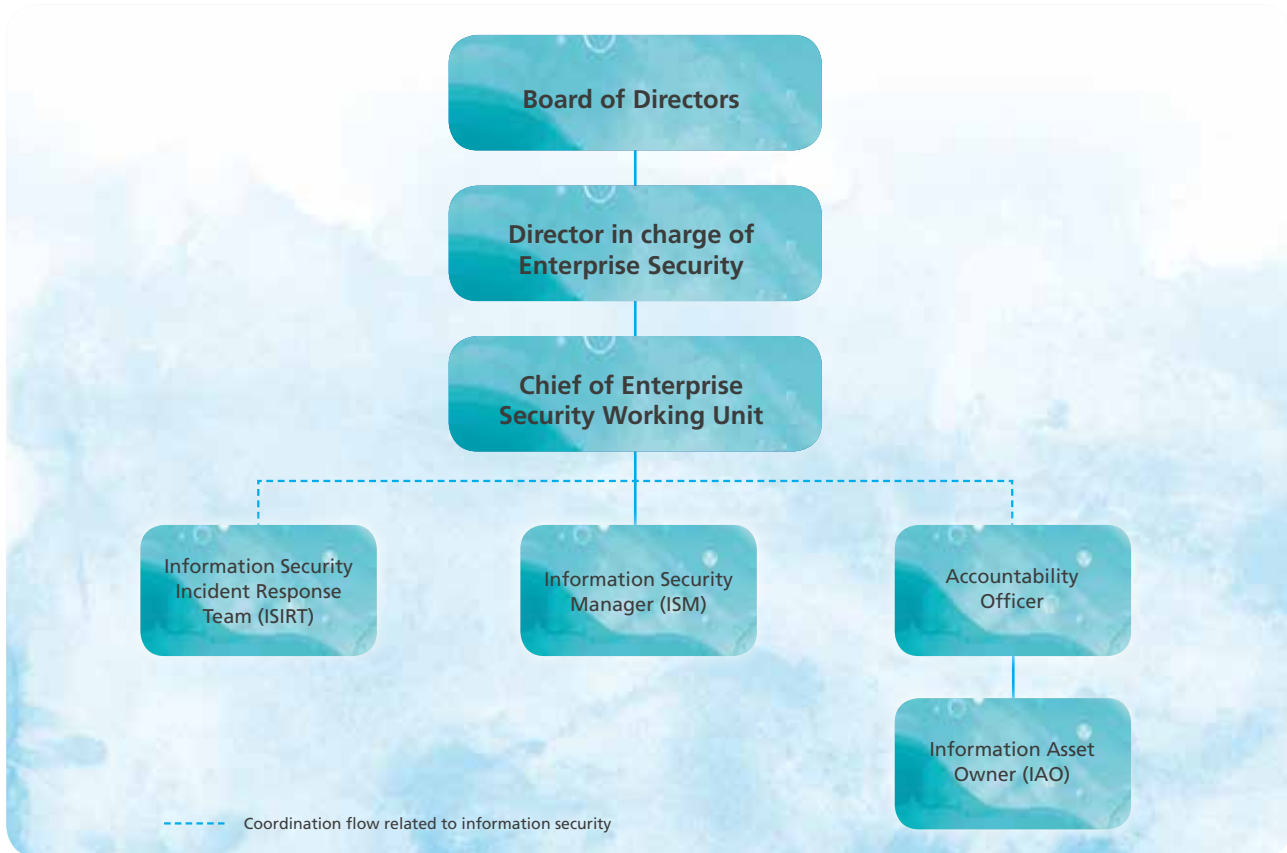 Board of Directors
Director in charge of
Enterprise Security
Chief of Enterprise
Security Working Unit
Information Security
Incident Response
Team (ISIRT)
Information Security
Manager (ISM)
Accountability
Officer
Information Asset
Owner (IAO)
Coordination flow related to information security